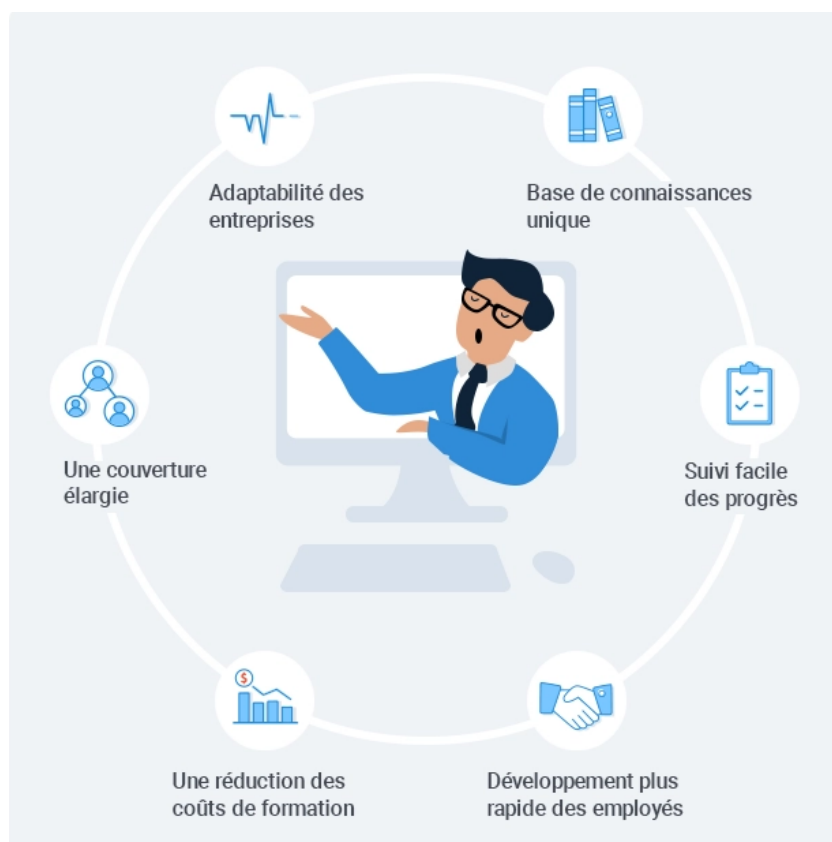 Adaptabilité des
entreprises
Base de connaissances
unique
Une couverture
élargie
Suivi facile
des progrès
$
Une réduction des
coûts de formation
Développement plus
rapide des employés